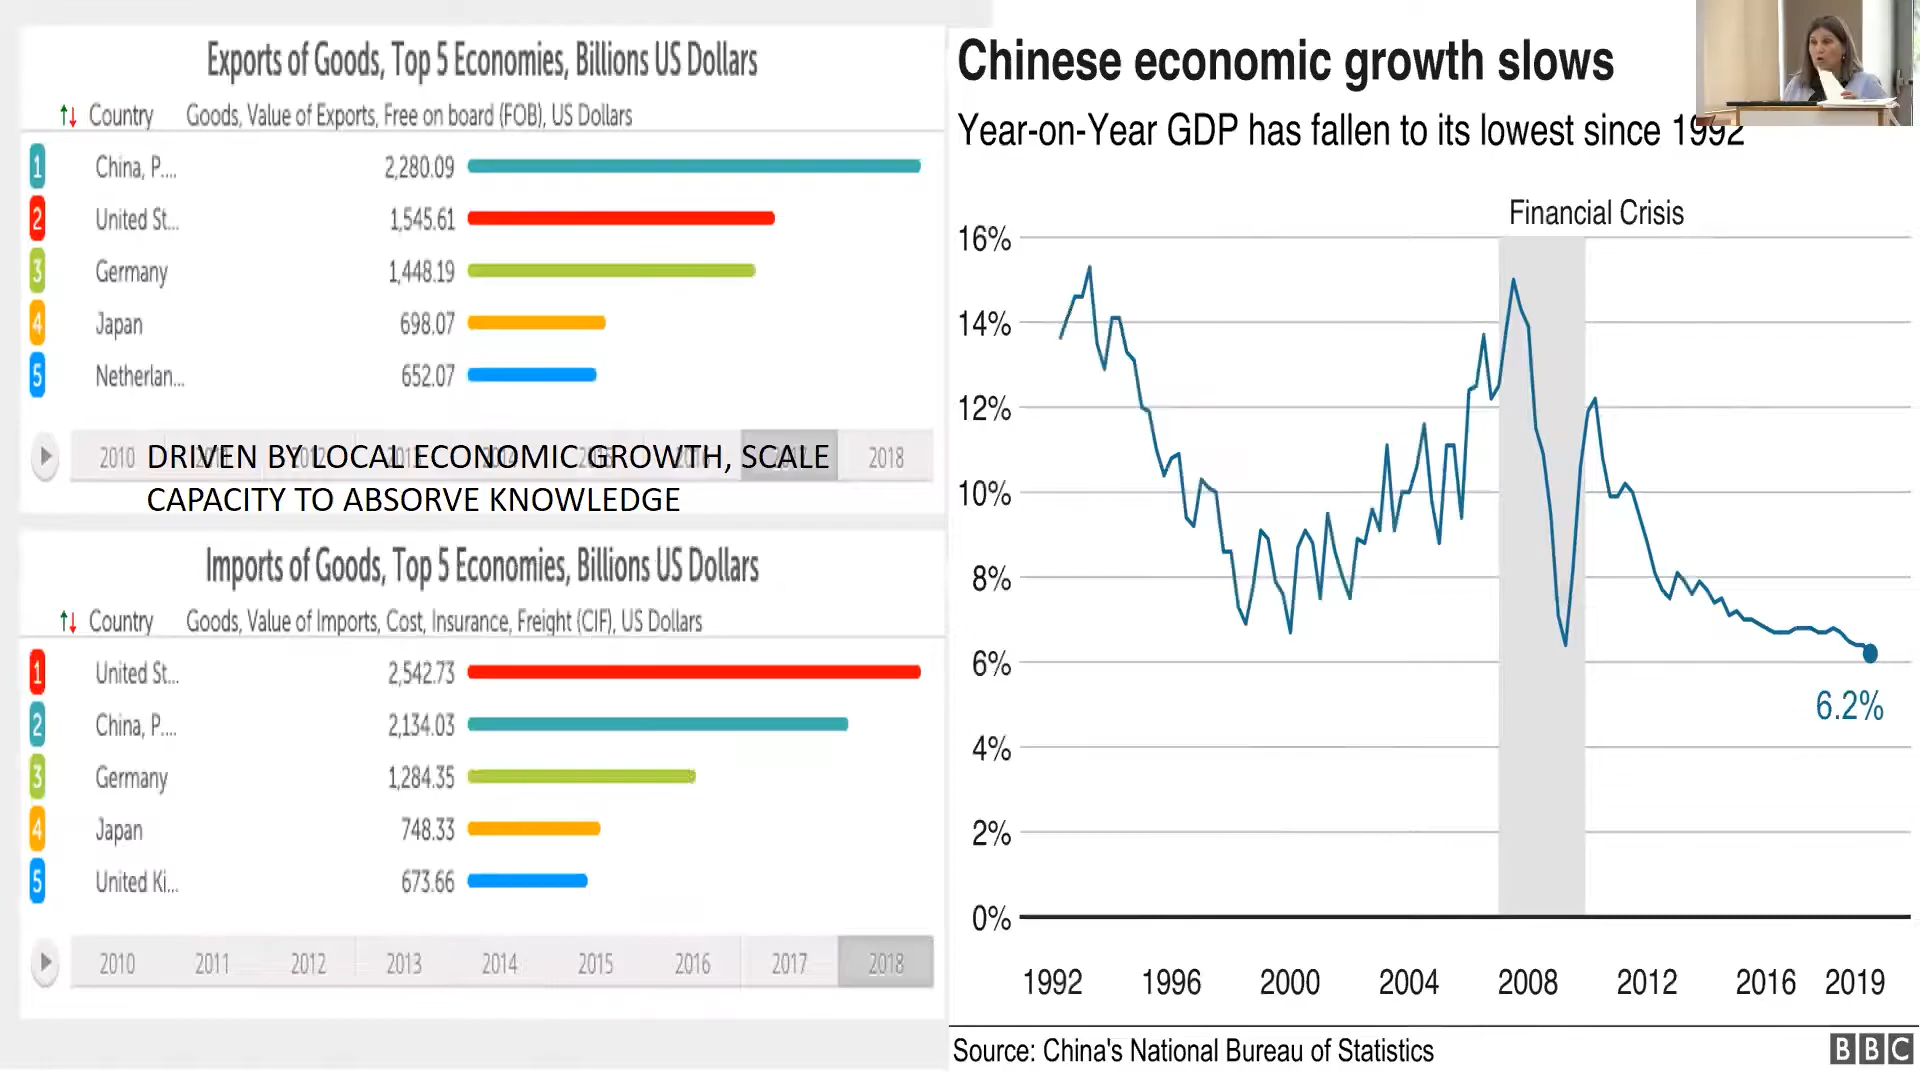 Exports of Goods, Top 5 Economies, Billions US Dollars
Country Goods, Value of Exports, Free on board (FOB), US Dollars
1 China, P.... 2,280.09
2 United St... 1,545.61
3 Germany 1,448.19
4 Japan 698.07
5 Netherlan... 652.07
2010 2011 2012 2013 2014 2015 2016 2017 2018
DRIVEN BY LOCAL ECONOMIC GROWTH, SCALE
CAPACITY TO ABSORVE KNOWLEDGE
Imports of Goods, Top 5 Economies, Billions US Dollars
Country Goods, Value of Imports, Cost, Insurance, Freight (CIF), US Dollars
1 United St... 2,542.73
2 China, P.... 2,134.03
3 Germany 1,284.35
4 Japan 748.33
5 United Ki... 673.66
2010 2011 2012 2013 2014 2015 2016 2017 2018
Chinese economic growth slows
Year-on-Year GDP has fallen to its lowest since 1992
Financial Crisis
16%
14%
12%
10%
8%
6%
6.2%
4%
2%
0%
1992 1996 2000 2004 2008 2012 2016 2019
Source: China's National Bureau of Statistics
BBC